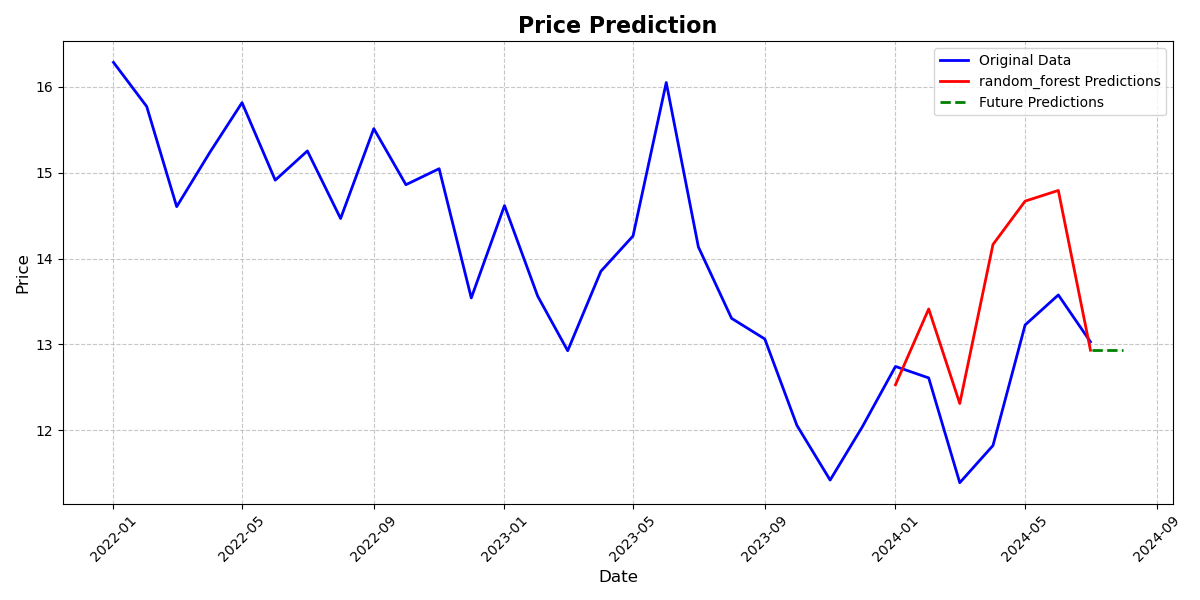 Price Prediction
Original Data
random_forest Predictions
Future Predictions
Price
16
15
14
13
12
2022-01
2022-05
2022-09
2023-01
2023-05
2023-09
2024-01
2024-05
2024-09
Date